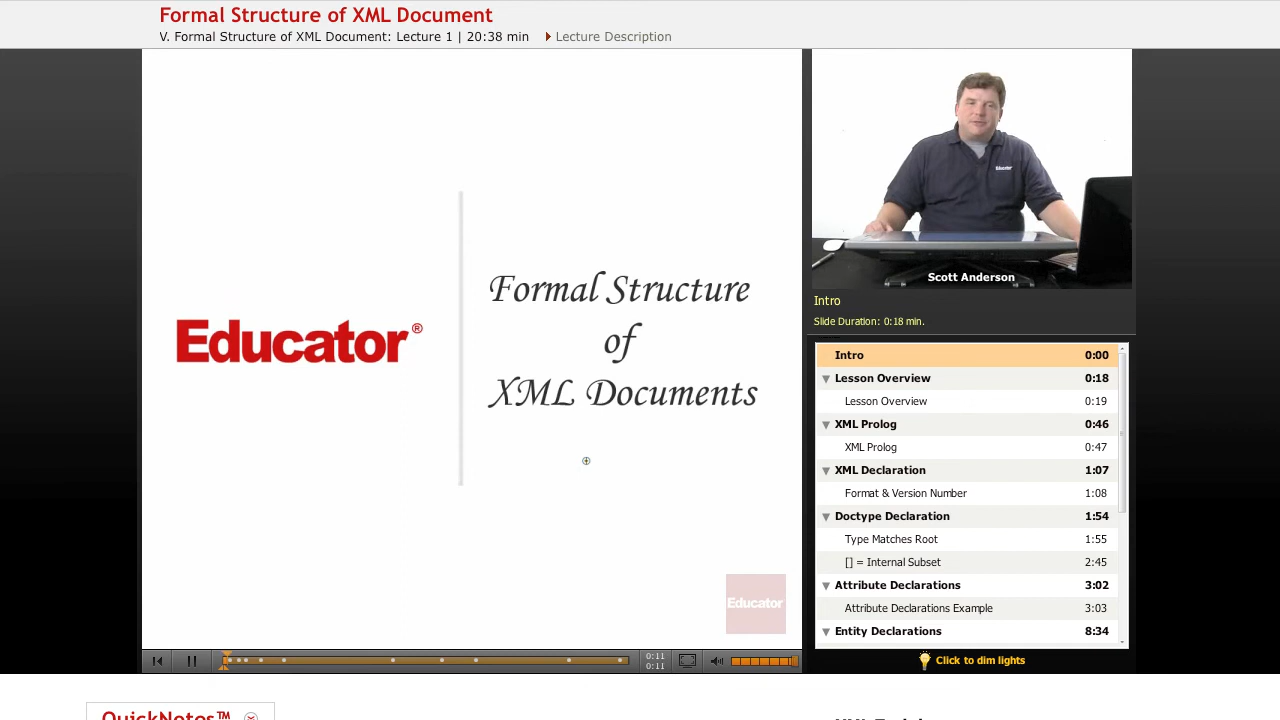 Formal Structure of XML Document
V. Formal Structure of XML Document: Lecture 1 | 20:38 min Lecture Description
Educator®
Formal Structure
of
XML Documents
Educator
Educator
Scott Anderson
Intro
Slide Duration: 0:18 min.
Intro 0:00
Lesson Overview 0:18
Lesson Overview 0:19
XML Prolog 0:46
XML Prolog 0:47
XML Declaration 1:07
Format & Version Number 1:08
Doctype Declaration 1:54
Type Matches Root 1:55
[] = Internal Subset 2:45
Attribute Declarations 3:02
Attribute Declarations Example 3:03
Entity Declarations 8:34
0:11
0:11
Click to dim lights
QuickNotes™